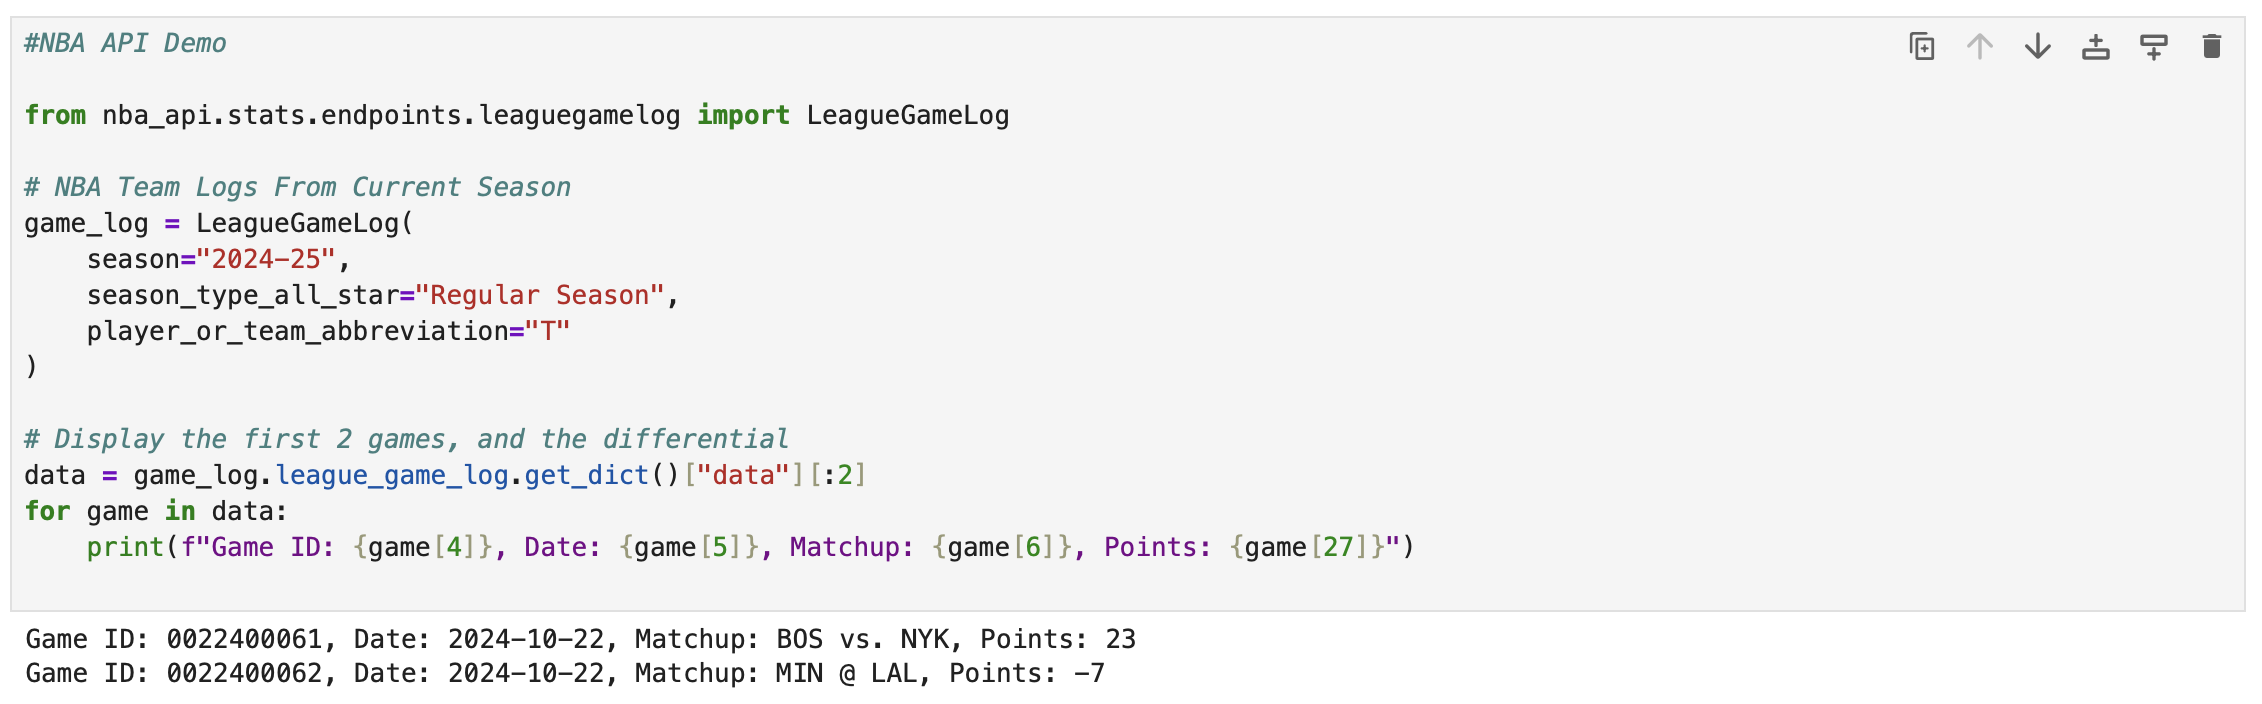 #NBA API Demo
from nba_api.stats.endpoints.leaguegamelog import LeagueGameLog
# NBA Team Logs From Current Season
game_log = LeagueGameLog(
    season="2024-25",
    season_type_all_star="Regular Season",
    player_or_team_abbreviation="T"
)
# Display the first 2 games, and the differential
data = game_log.league_game_log.get_dict()["data"][:2]
for game in data:
    print(f"Game ID: {game[4]}, Date: {game[5]}, Matchup: {game[6]}, Points: {game[27]}")
Game ID: 0022400061, Date: 2024-10-22, Matchup: BOS vs. NYK, Points: 23
Game ID: 0022400062, Date: 2024-10-22, Matchup: MIN @ LAL, Points: -7